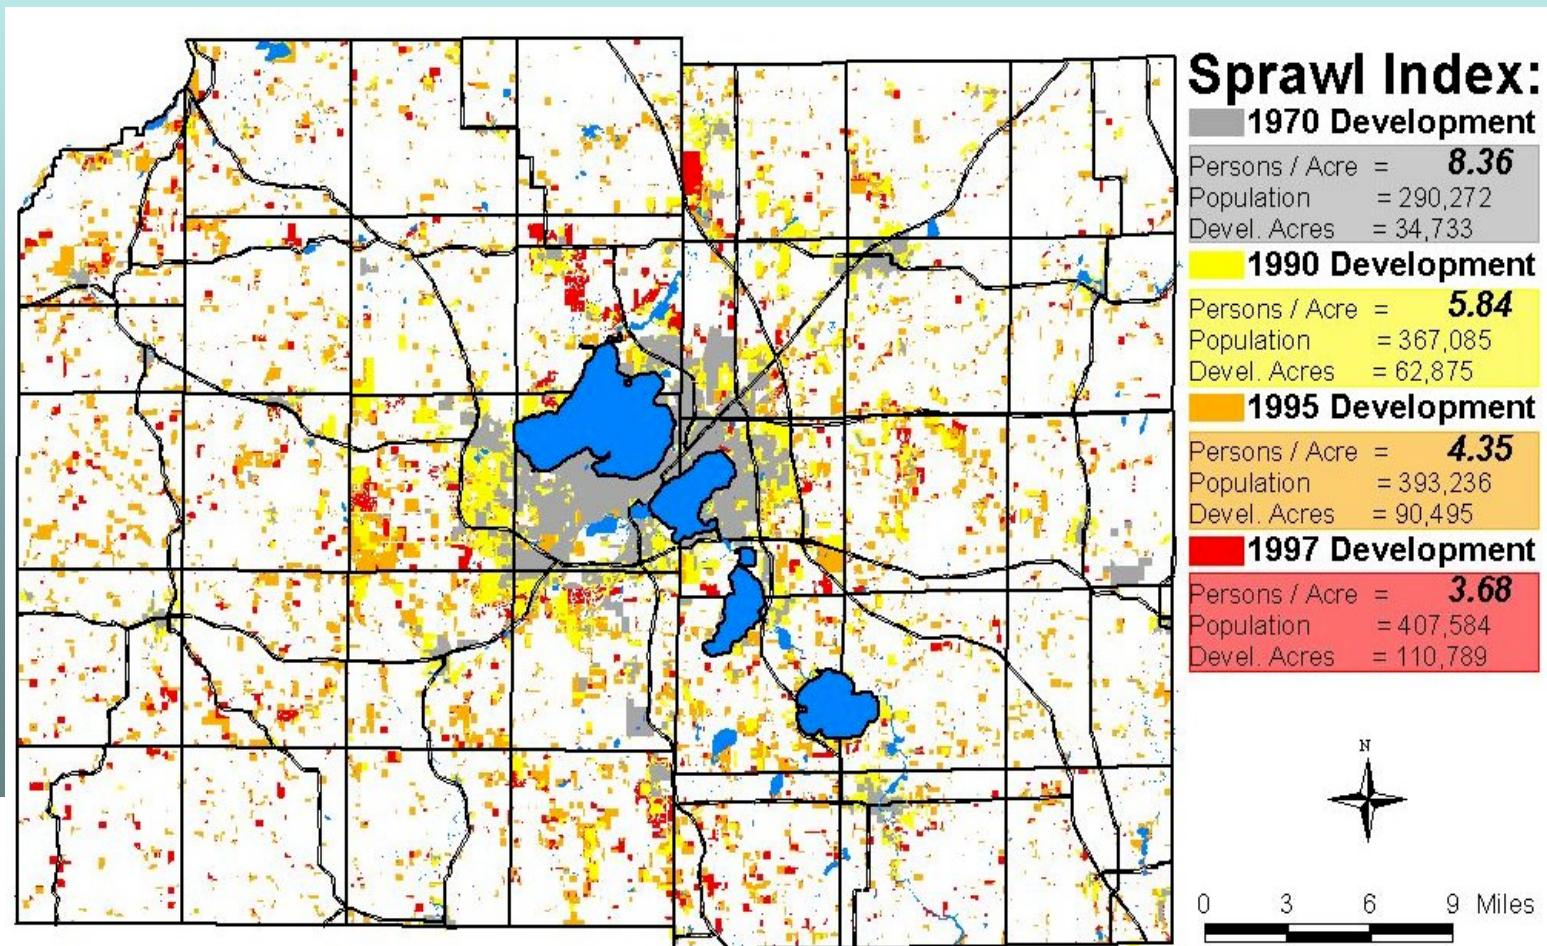 Sprawl Index:
1970 Development
Persons / Acre = 8.36
Population = 290,272
Devel. Acres = 34,733
1990 Development
Persons / Acre = 5.84
Population = 367,085
Devel. Acres = 62,875
1995 Development
Persons / Acre = 4.35
Population = 393,236
Devel. Acres = 90,495
1997 Development
Persons / Acre = 3.68
Population = 407,584
Devel. Acres = 110,789
N
0 3 6 9 Miles